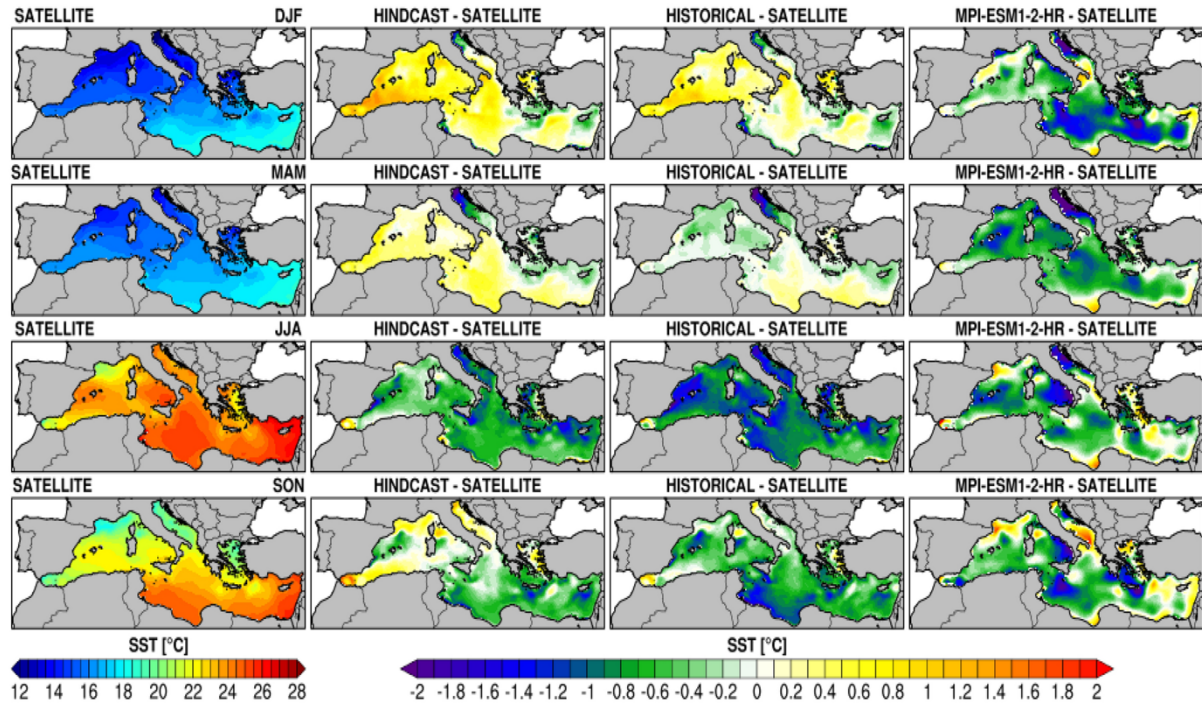 SATELLITE DJF HINDCAST - SATELLITE HISTORICAL - SATELLITE MPI-ESM1-2-HR - SATELLITE
SATELLITE MAM HINDCAST - SATELLITE HISTORICAL - SATELLITE MPI-ESM1-2-HR - SATELLITE
SATELLITE JJA HINDCAST - SATELLITE HISTORICAL - SATELLITE MPI-ESM1-2-HR - SATELLITE
SATELLITE SON HINDCAST - SATELLITE HISTORICAL - SATELLITE MPI-ESM1-2-HR - SATELLITE
SST [°C] SST [°C]
12 14 16 18 20 22 24 26 28 -2 -1.8 -1.6 -1.4 -1.2 -1 -0.8 -0.6 -0.4 -0.2 0 0.2 0.4 0.6 0.8 1 1.2 1.4 1.6 1.8 2